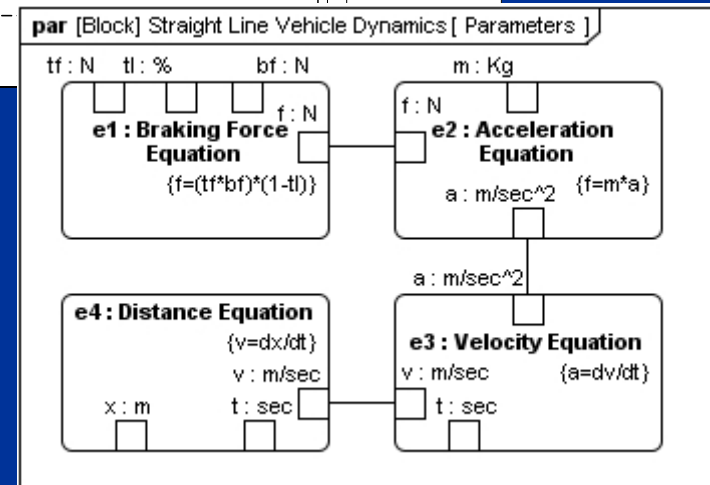 par [Block] Straight Line Vehicle Dynamics [ Parameters ]
tf : N tl : % bf : N
f : N
e1 : Braking Force
Equation
{f=(tf*bf)*(1-tl)}
m : Kg
f : N
e2 : Acceleration
Equation
{f=m*a}
a : m/sec^2
a : m/sec^2
e3 : Velocity Equation
{a=dv/dt}
v : m/sec
t : sec
e4 : Distance Equation
{v=dx/dt}
v : m/sec
x : m
t : sec